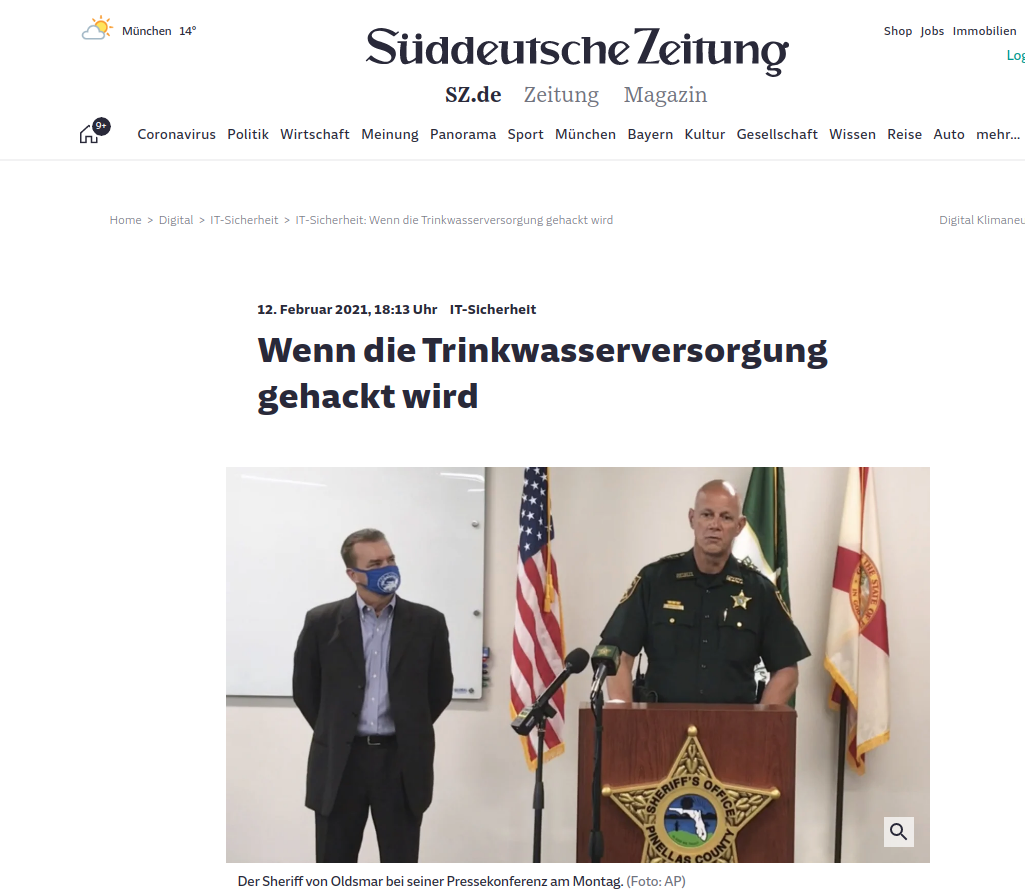 München 14°
Shop Jobs Immobilien
Süddeutsche Zeitung
Log
SZ.de Zeitung Magazin
9+
Coronavirus Politik Wirtschaft Meinung Panorama Sport München Bayern Kultur Gesellschaft Wissen Reise Auto mehr...
Home > Digital > IT-Sicherheit > IT-Sicherheit: Wenn die Trinkwasserversorgung gehackt wird
Digital Klimaneu
12. Februar 2021, 18:13 Uhr IT-Sicherheit
Wenn die Trinkwasserversorgung
gehackt wird
THE STATE OF
SHERIFF'S OFFICE
PINELLAS COUNTY
Der Sheriff von Oldsmar bei seiner Pressekonferenz am Montag. (Foto: AP)